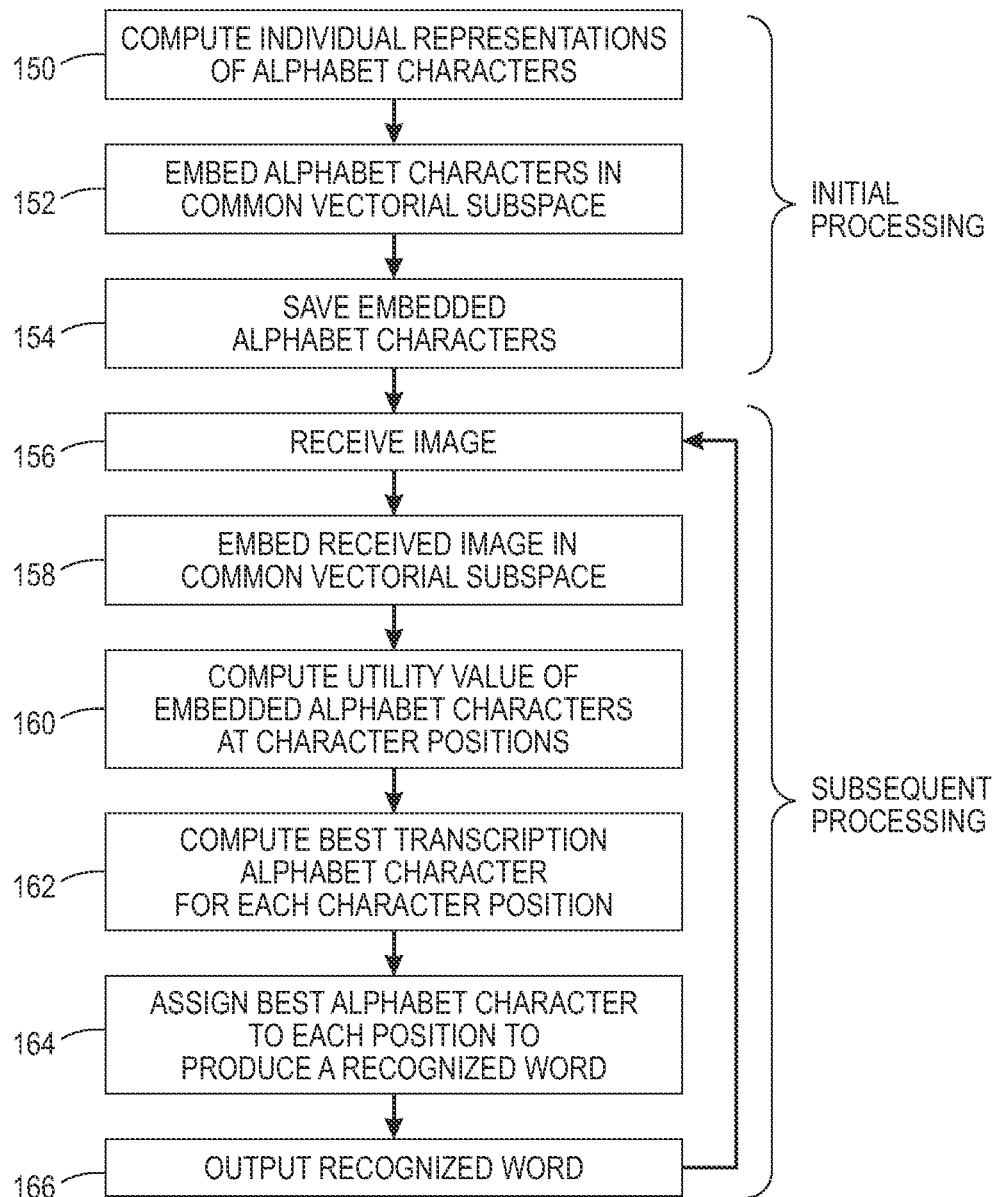 150
COMPUTE INDIVIDUAL REPRESENTATIONS
OF ALPHABET CHARACTERS
152
EMBED ALPHABET CHARACTERS IN
COMMON VECTORIAL SUBSPACE
154
SAVE EMBEDDED
ALPHABET CHARACTERS
INITIAL
PROCESSING
156
RECEIVE IMAGE
158
EMBED RECEIVED IMAGE IN
COMMON VECTORIAL SUBSPACE
160
COMPUTE UTILITY VALUE OF
EMBEDDED ALPHABET CHARACTERS
AT CHARACTER POSITIONS
162
COMPUTE BEST TRANSCRIPTION
ALPHABET CHARACTER
FOR EACH CHARACTER POSITION
164
ASSIGN BEST ALPHABET CHARACTER
TO EACH POSITION TO
PRODUCE A RECOGNIZED WORD
166
OUTPUT RECOGNIZED WORD
SUBSEQUENT
PROCESSING